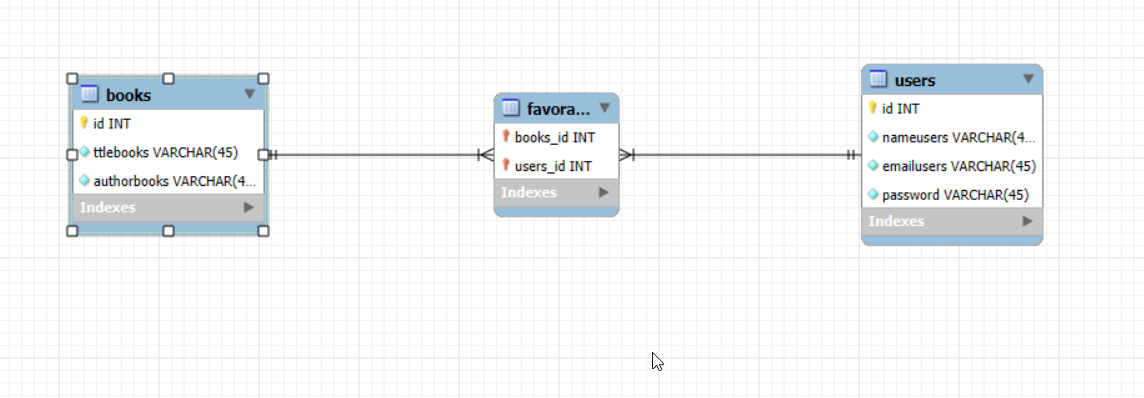 books
id INT
ttlebooks VARCHAR(45)
authorbooks VARCHAR(4...
Indexes
favora...
books_id INT
users_id INT
Indexes
users
id INT
nameusers VARCHAR(4...
emailusers VARCHAR(45)
password VARCHAR(45)
Indexes